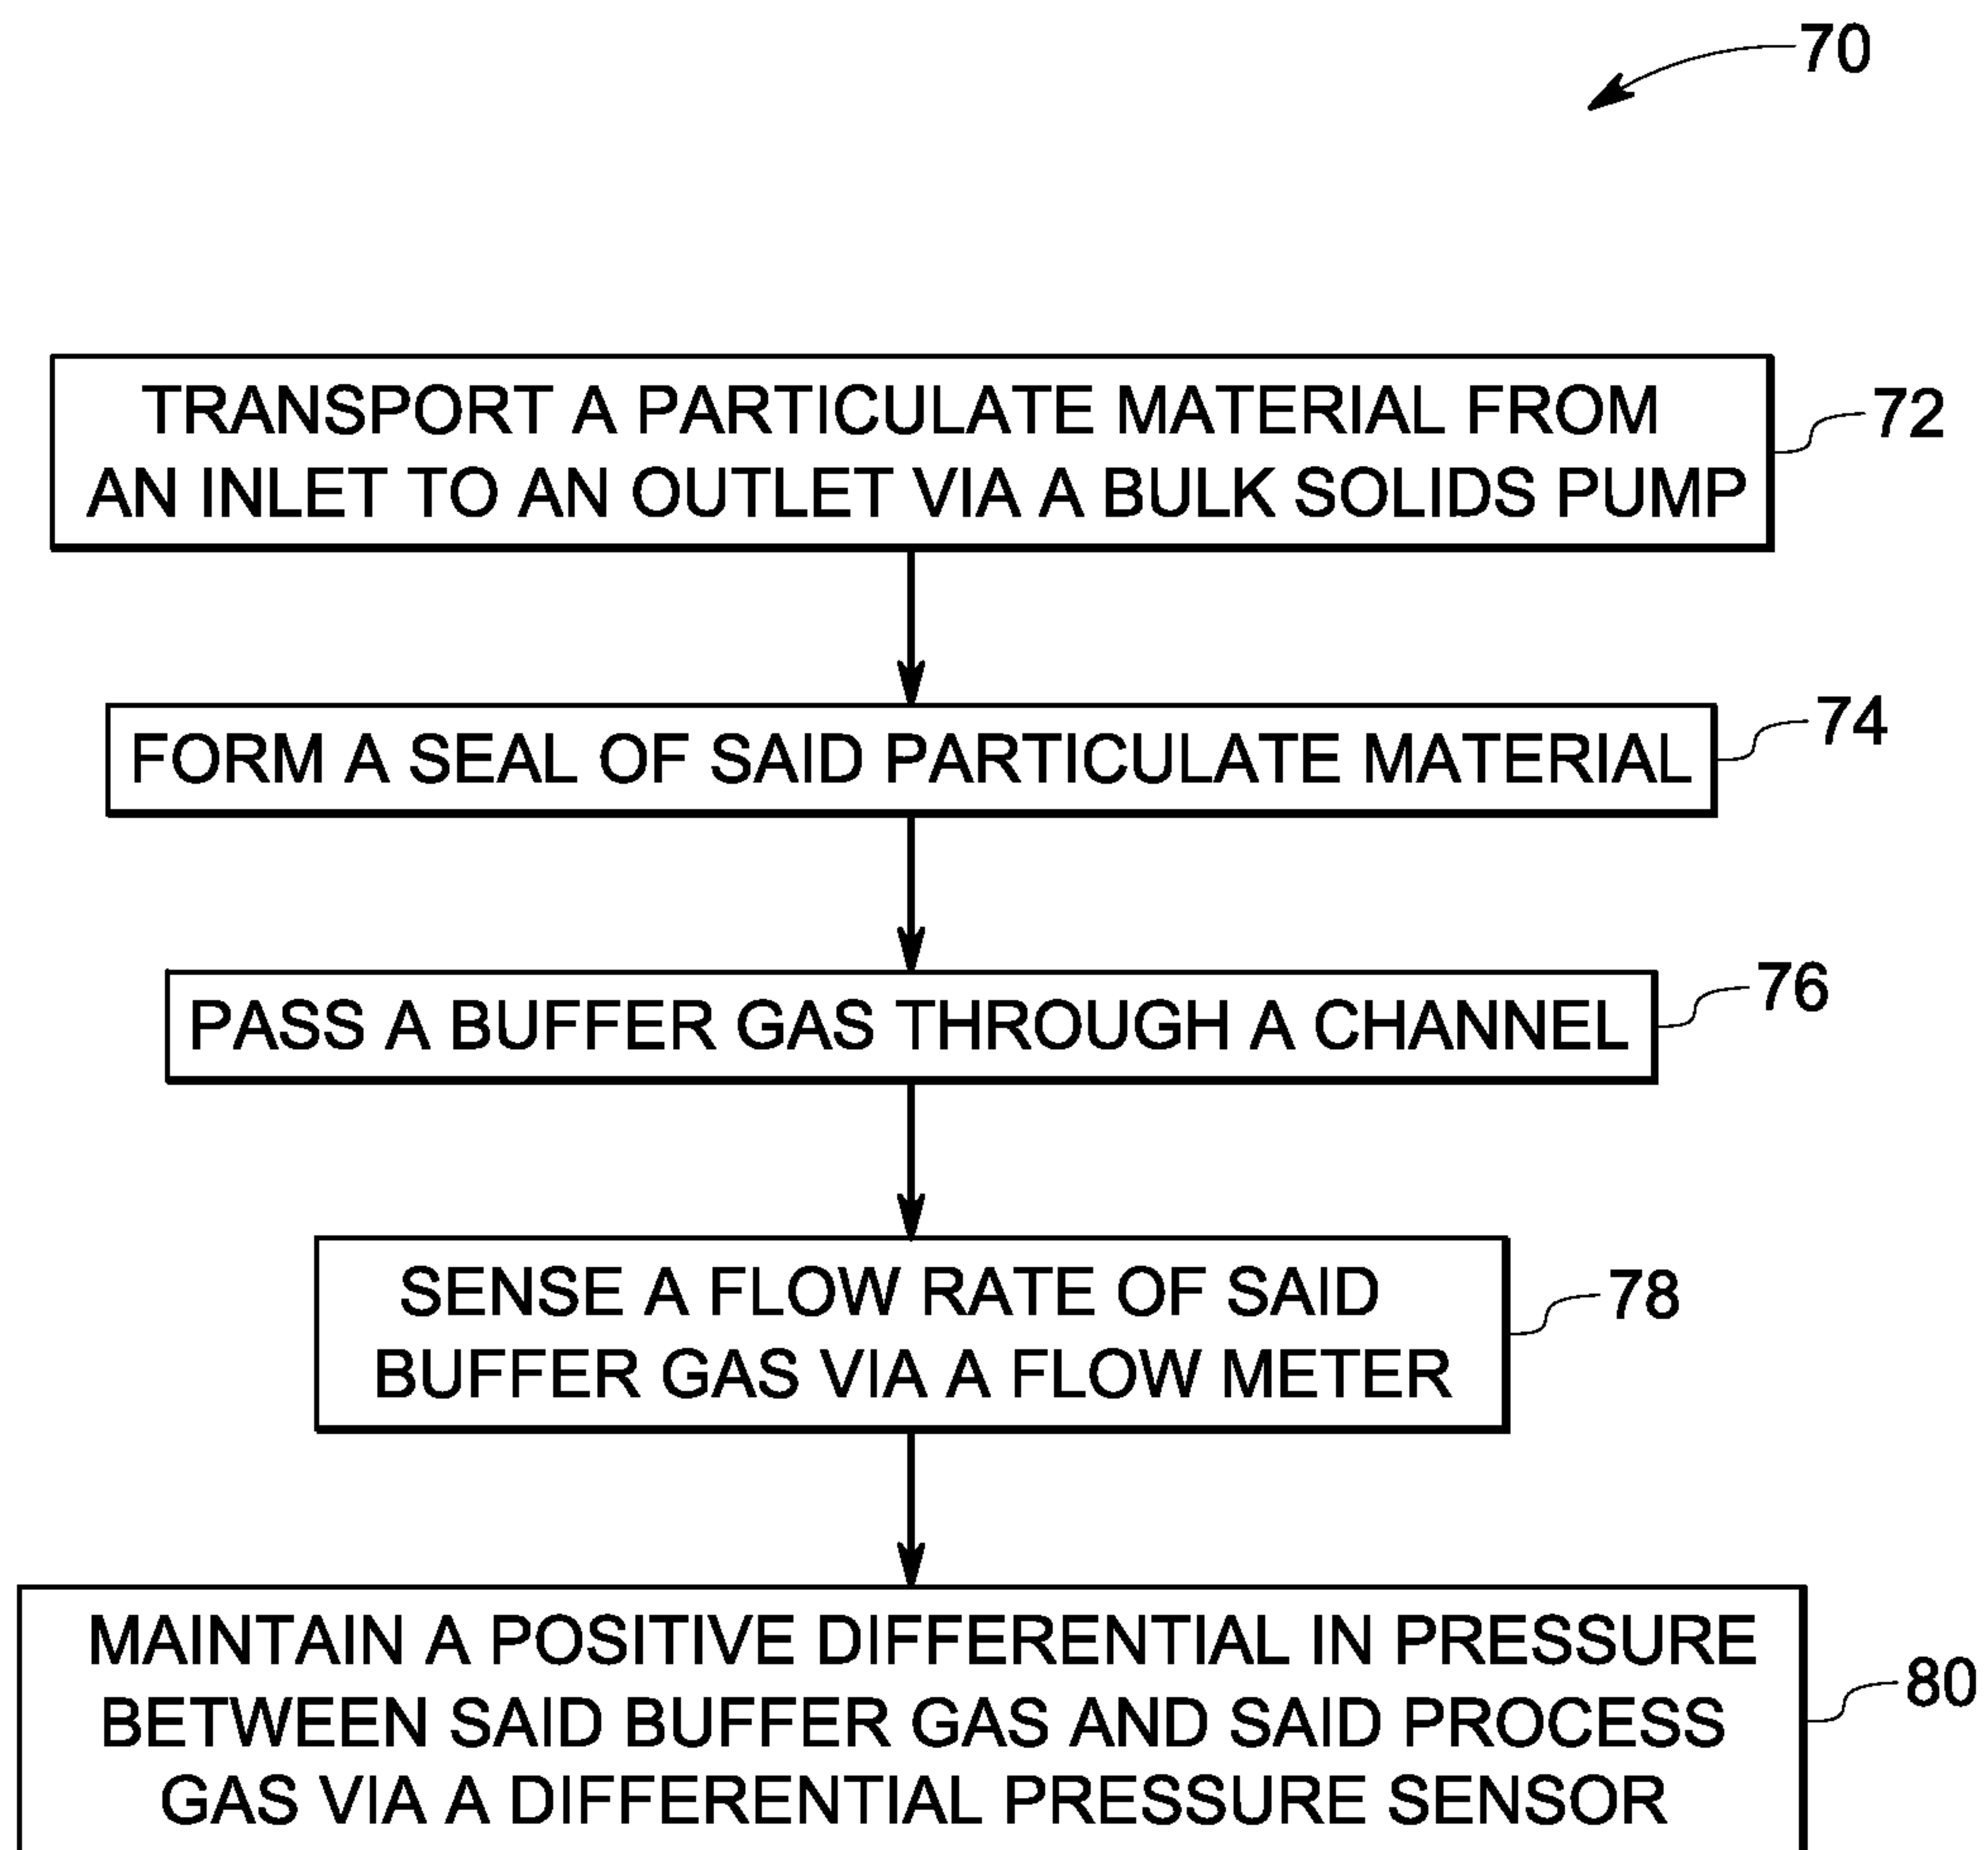 70
TRANSPORT A PARTICULATE MATERIAL FROM
AN INLET TO AN OUTLET VIA A BULK SOLIDS PUMP
72
FORM A SEAL OF SAID PARTICULATE MATERIAL
74
PASS A BUFFER GAS THROUGH A CHANNEL
76
SENSE A FLOW RATE OF SAID
BUFFER GAS VIA A FLOW METER
78
MAINTAIN A POSITIVE DIFFERENTIAL IN PRESSURE
BETWEEN SAID BUFFER GAS AND SAID PROCESS
GAS VIA A DIFFERENTIAL PRESSURE SENSOR
80